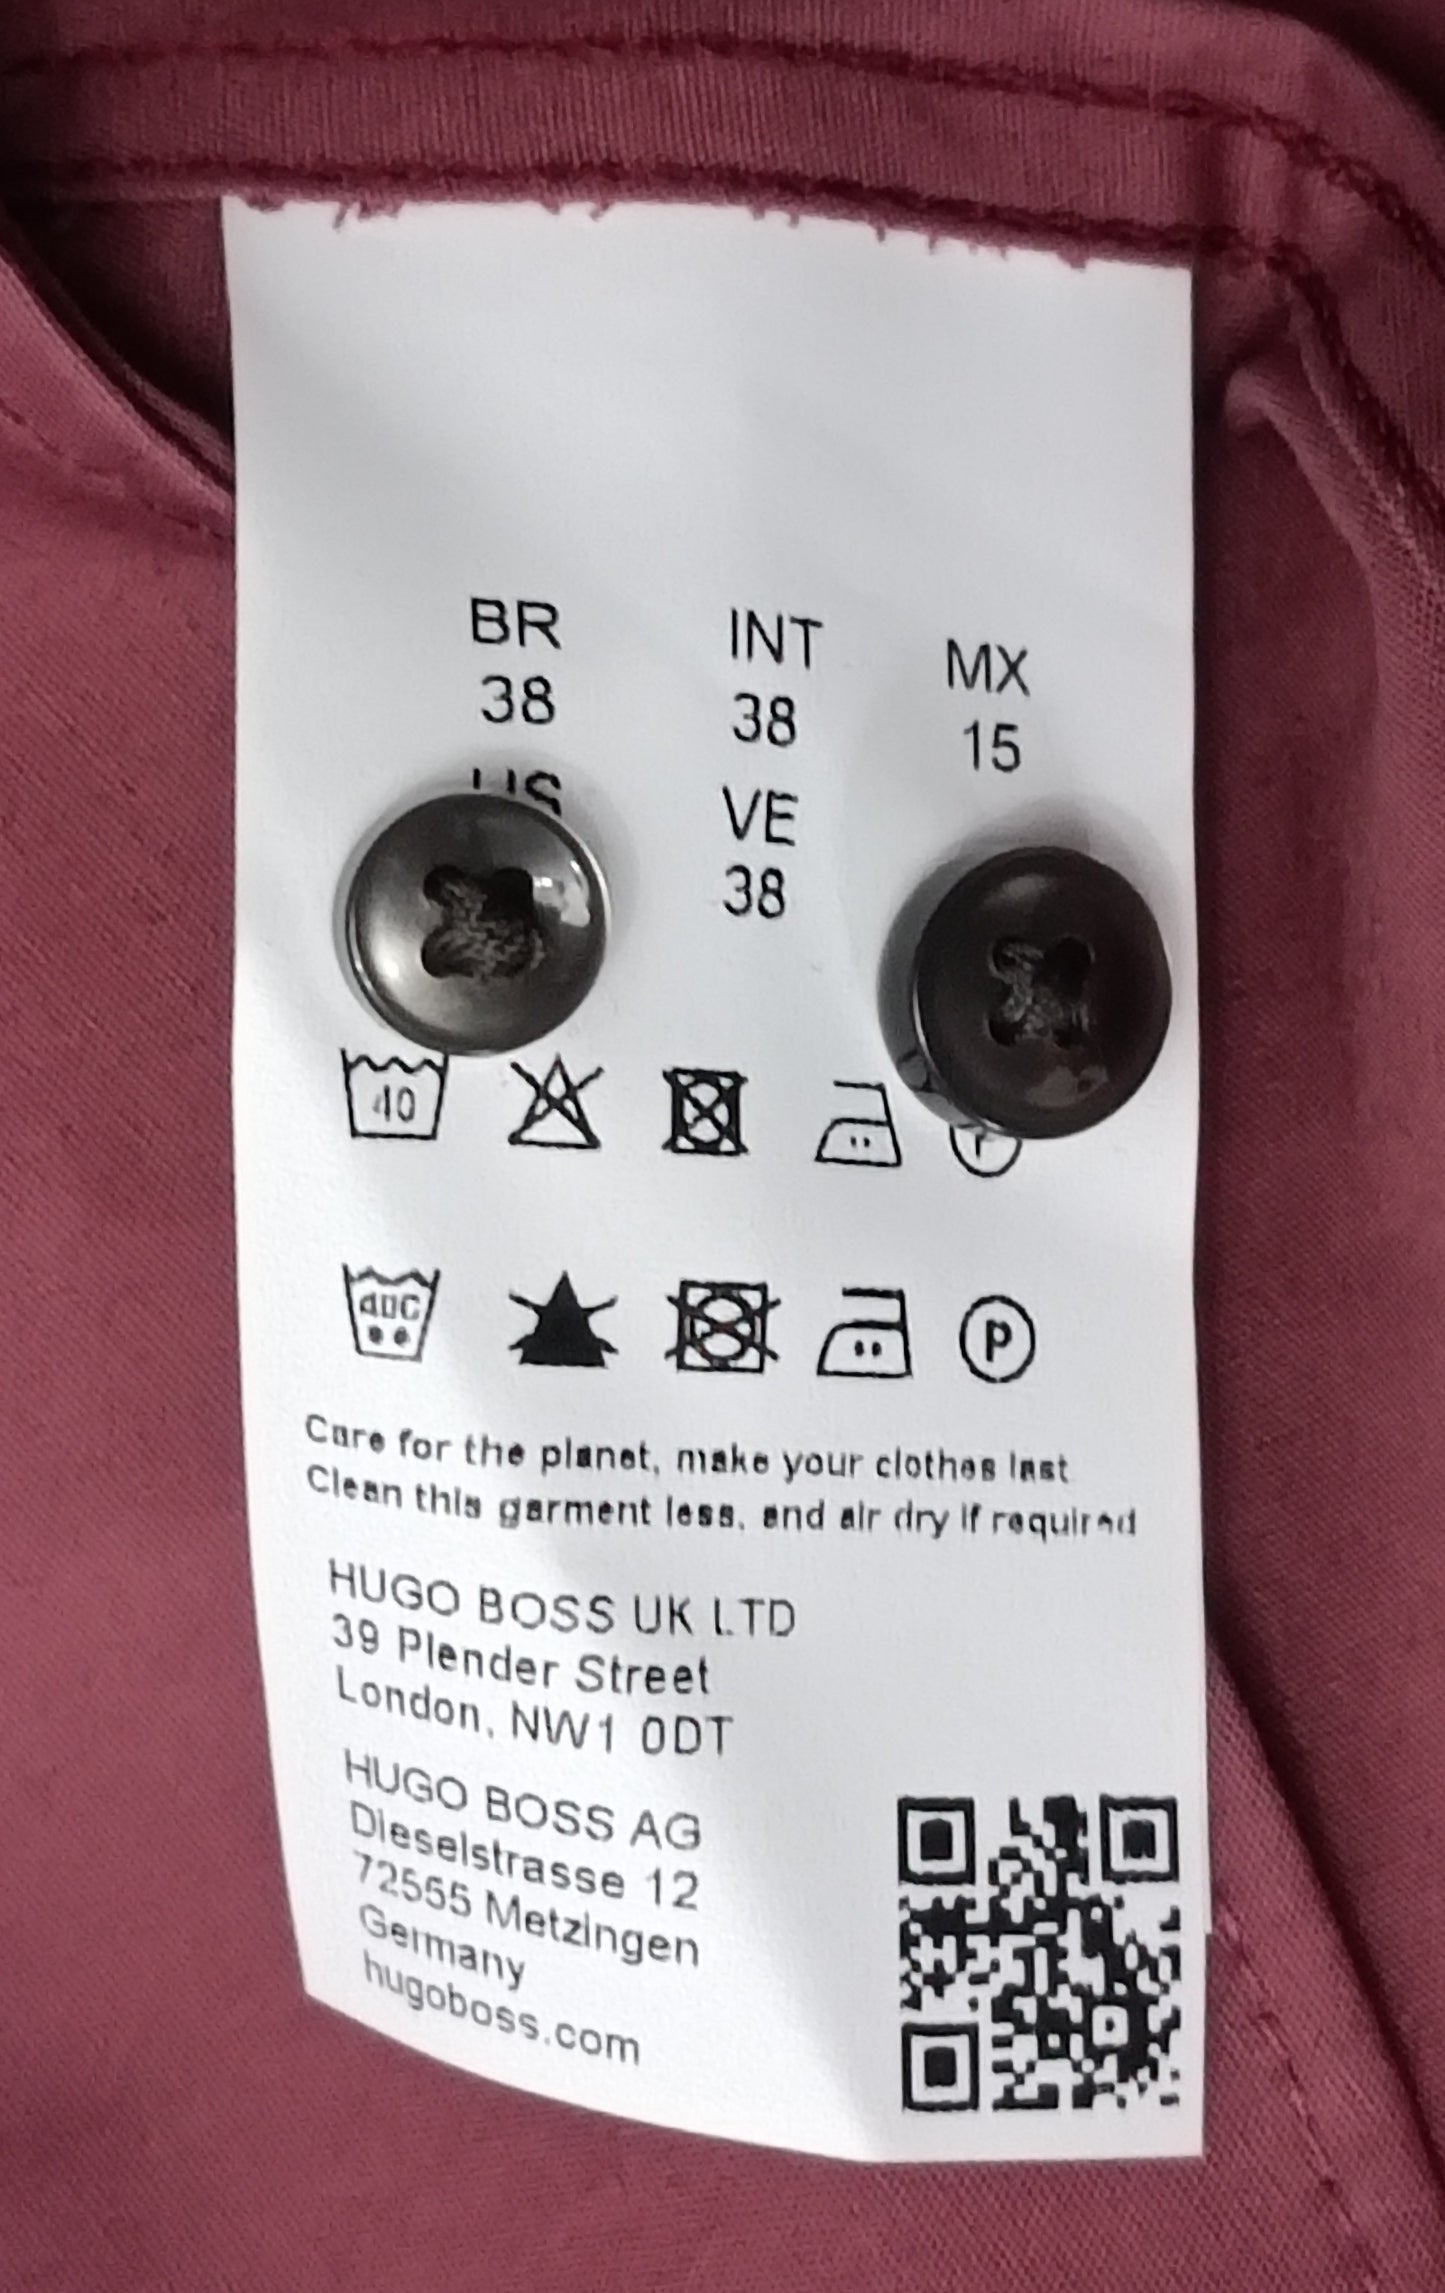 BR INT MX
38 38 15
US VE
38
40
40C
P
Care for the planet, make your clothes last
Clean this garment less, and air dry if required
HUGO BOSS UK LTD
39 Plender Street
London, NW1 0DT
HUGO BOSS AG
Dieselstrasse 12
72555 Metzingen
Germany
hugoboss.com